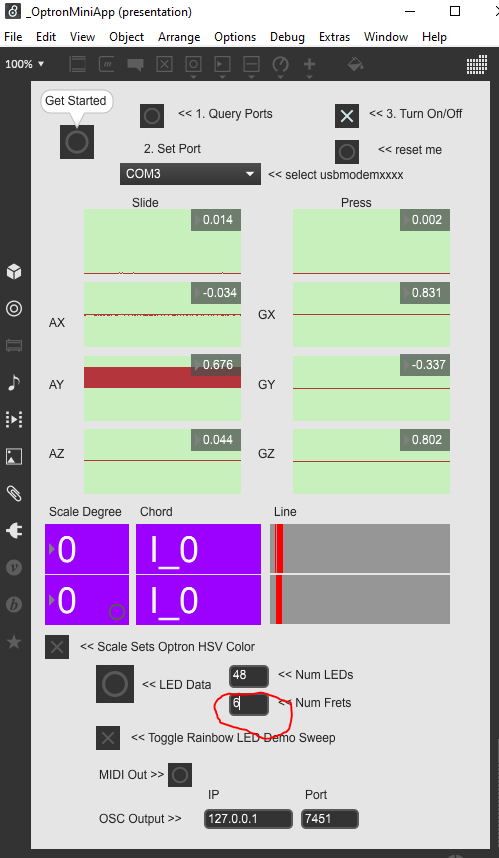 _OptronMiniApp (presentation)
File Edit View Object Arrange Options Debug Extras Window Help
100%
Get Started
<< 1. Query Ports
<< 3. Turn On/Off
2. Set Port
<< reset me
COM3
<< select usbmodemxxxx
Slide
Press
0.014
0.002
AX
-0.034
GX
0.831
AY
0.676
GY
-0.337
AZ
0.044
GZ
0.802
Scale Degree
Chord
Line
0
I_0
0
I_0
<< Scale Sets Optron HSV Color
<< LED Data
48
<< Num LEDs
6
<< Num Frets
<< Toggle Rainbow LED Demo Sweep
MIDI Out >>
IP
Port
OSC Output >>
127.0.0.1
7451